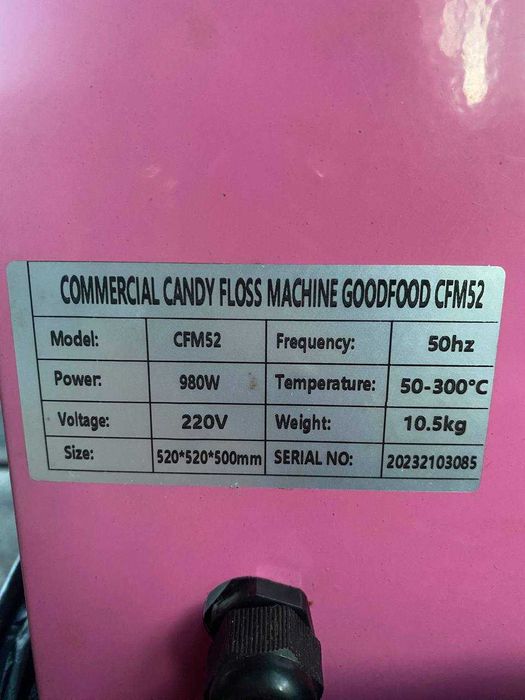 COMMERCIAL CANDY FLOSS MACHINE GOODFOOD CFM52
Model: CFM52 Frequency: 50hz
Power: 980W Temperature: 50-300°C
Voltage: 220V Weight: 10.5kg
Size: 520*520*500mm SERIAL NO: 20232103085